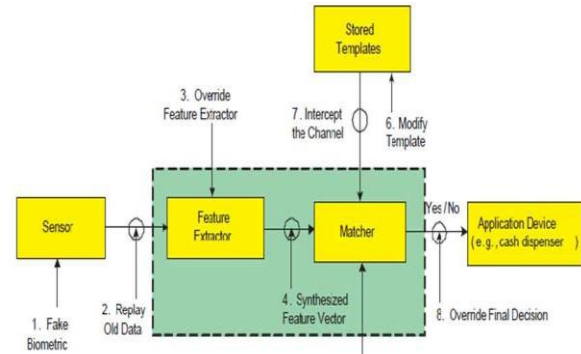 Stored
Templates
3. Override
Feature Extractor
7. Intercept
the Channel
6. Modify
Template
Sensor
Feature
Extractor
Matcher
Yes/No
Application Device
(e.g., cash dispenser )
2. Replay
Old Data
4. Synthesized
Feature Vector
8. Override Final Decision
1. Fake
Biometric